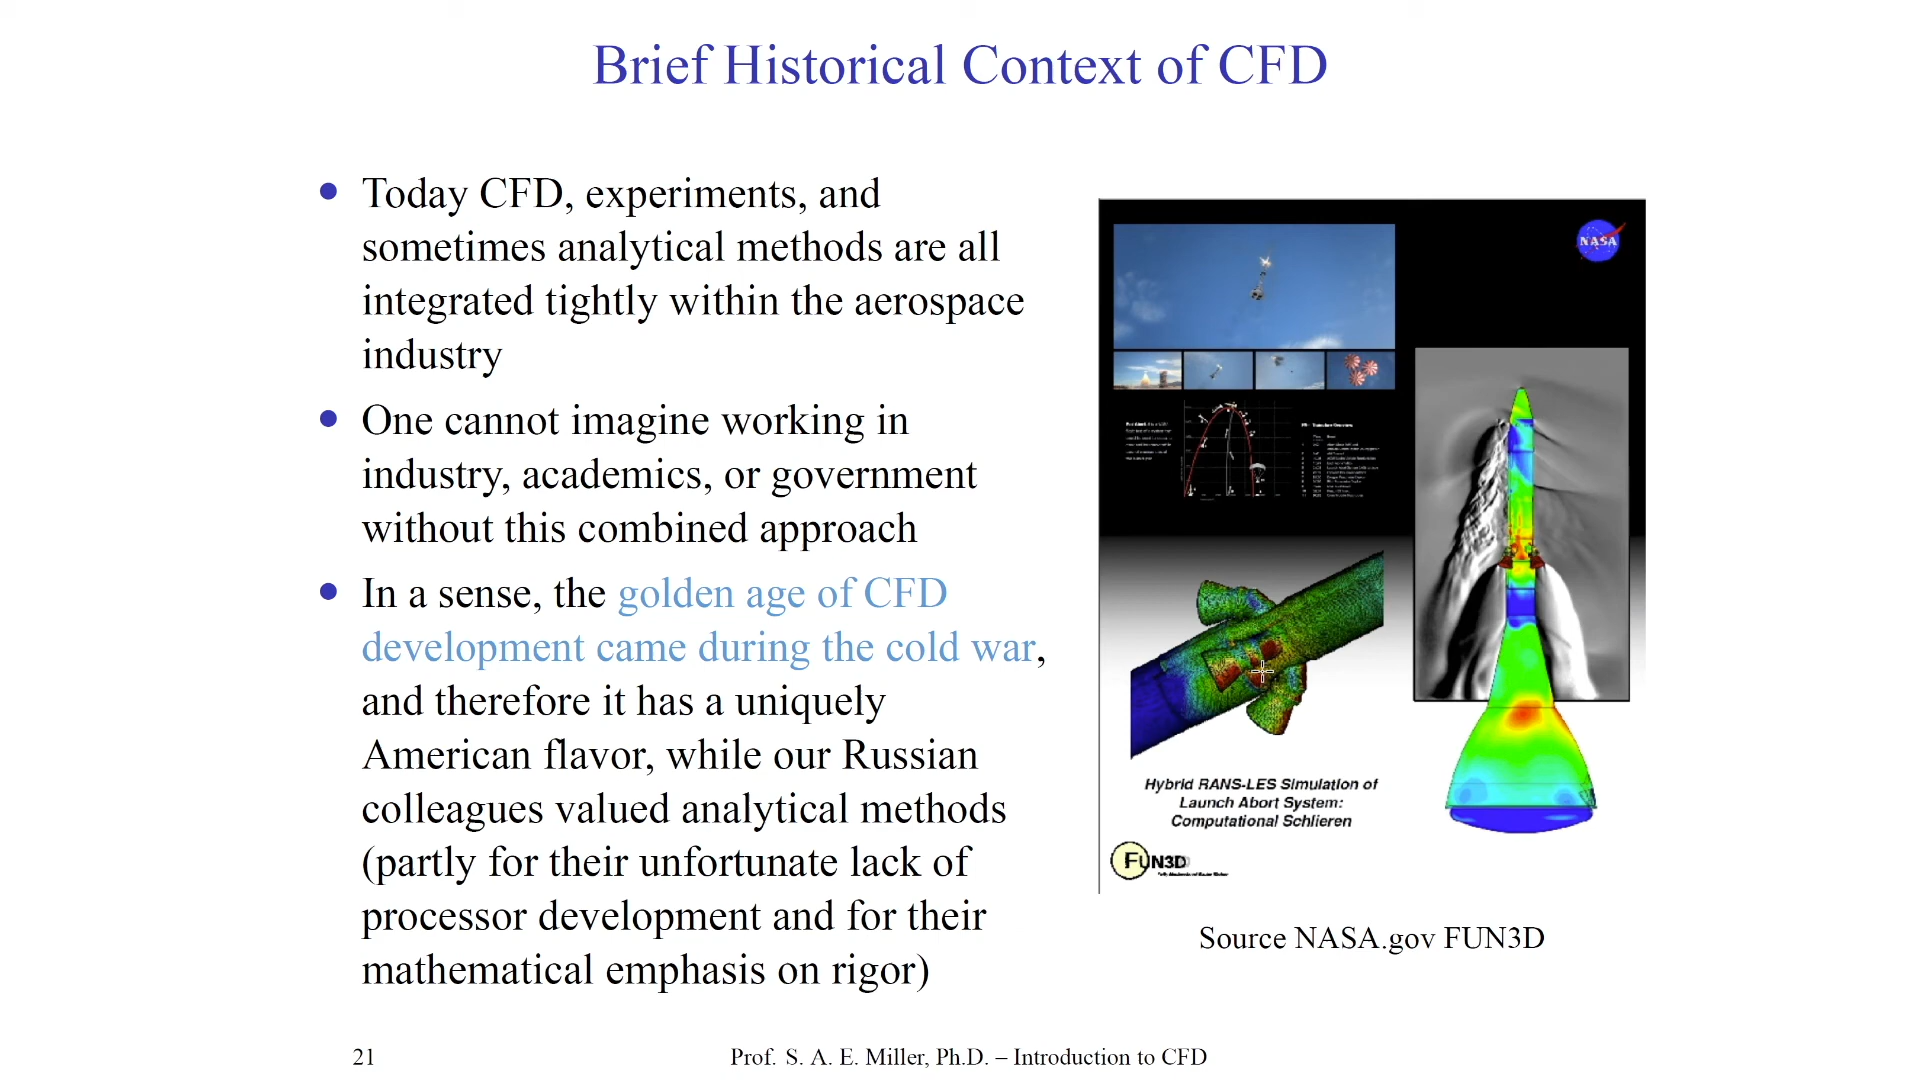 Brief Historical Context of CFD
Today CFD, experiments, and
sometimes analytical methods are all
integrated tightly within the aerospace
industry
One cannot imagine working in
industry, academics, or government
without this combined approach
In a sense, the golden age of CFD
development came during the cold war,
and therefore it has a uniquely
American flavor, while our Russian
colleagues valued analytical methods
(partly for their unfortunate lack of
processor development and for their
mathematical emphasis on rigor)
NASA
Hybrid RANS-LES Simulation of
Launch Abort System:
Computational Schlieren
FUN3D
Source NASA.gov FUN3D
21
Prof. S. A. E. Miller, Ph.D. – Introduction to CFD